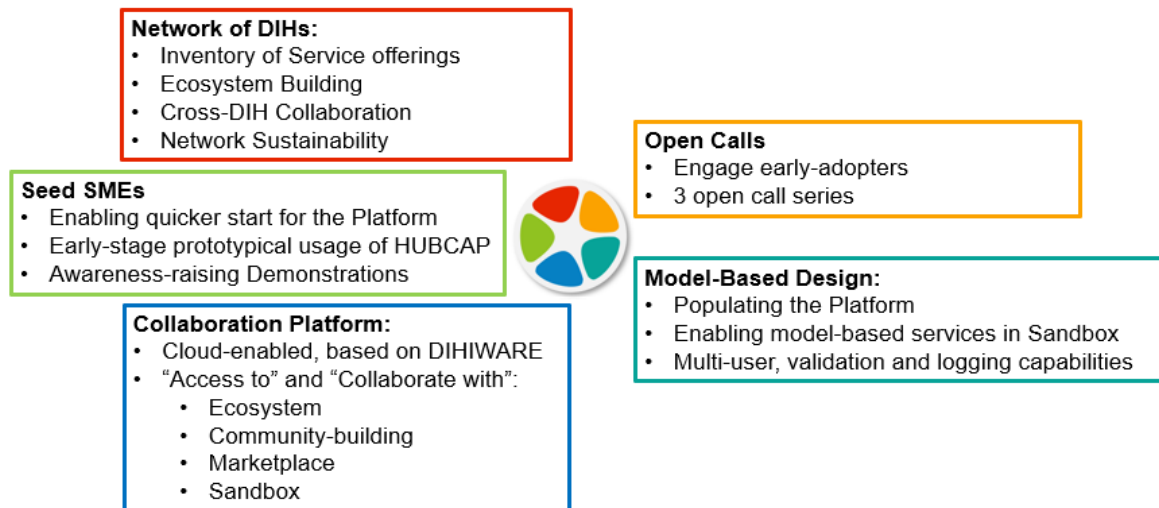 Network of DIHs:
• Inventory of Service offerings
• Ecosystem Building
• Cross-DIH Collaboration
• Network Sustainability
Open Calls
• Engage early-adopters
• 3 open call series
Seed SMEs
• Enabling quicker start for the Platform
• Early-stage prototypical usage of HUBCAP
• Awareness-raising Demonstrations
Model-Based Design:
• Populating the Platform
• Enabling model-based services in Sandbox
• Multi-user, validation and logging capabilities
Collaboration Platform:
• Cloud-enabled, based on DIHIWARE
• “Access to” and “Collaborate with”:
• Ecosystem
• Community-building
• Marketplace
• Sandbox